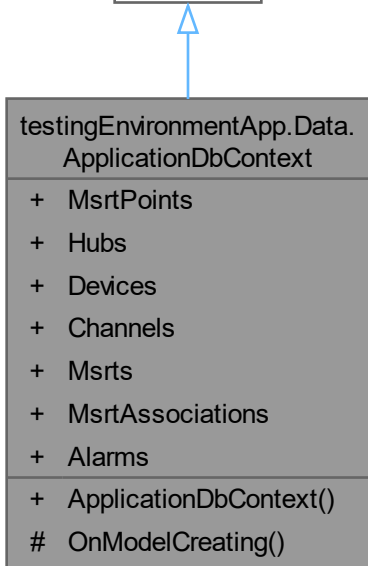 testingEnvironmentApp.Data.
ApplicationDbContext
+ MsrtPoints
+ Hubs
+ Devices
+ Channels
+ Msrts
+ MsrtAssociations
+ Alarms
+ ApplicationDbContext()
# OnModelCreating()